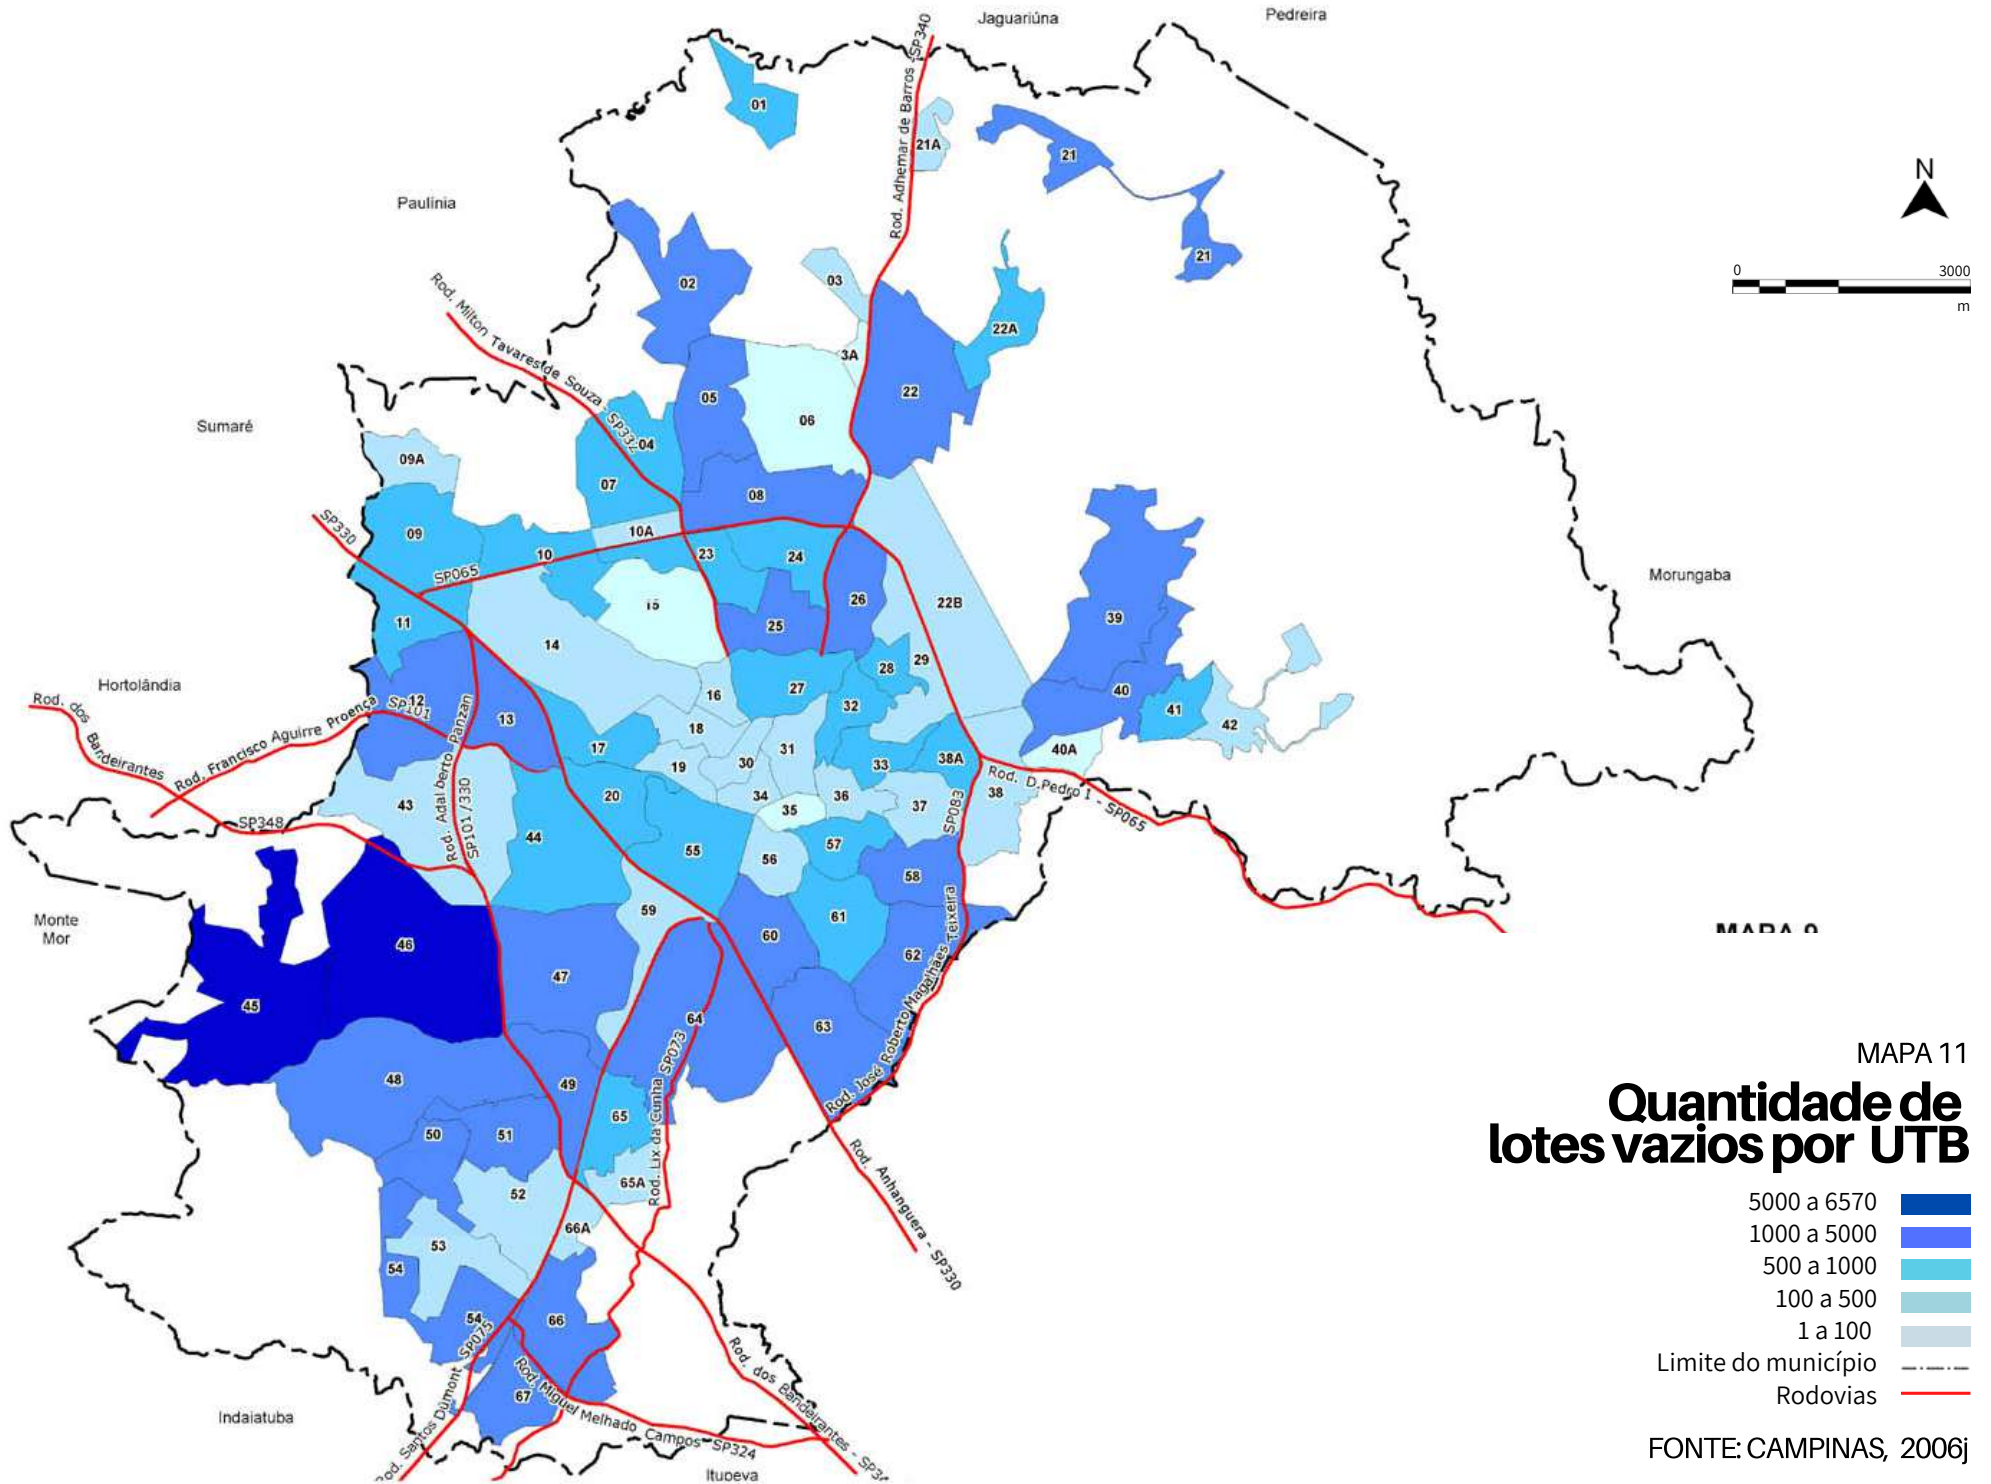 Jaguariúna
Pedreira
Rod. Adhemar de Barros - SP340
01
21A
21
N
Paulínia
21
0
3000
m
02
03
Rod. Milton Tavares de Souza - SP332
22A
3A
05
22
06
Sumaré
04
09A
07
08
SP330
09
10A
10
23
24
SP065
Morungaba
15
26
22B
11
25
39
14
28
29
Hortolândia
16
27
40
Rod. dos Bandeirantes
12
SP101
32
41
13
18
42
Rod. Francisco Aguirre Proença
17
31
40A
19
30
33
38A
Rod. D.Pedro I - SP065
20
34
36
38
43
35
37
Rod. Adalberto Panzan
SP101 / 330
SP083
SP348
44
57
55
56
58
59
61
Monte
Mor
46
60
62
MAPA 9
47
45
64
63
Rod. José Roberto Magalhães Teixeira
48
49
65
Rod. Lix da Cunha SP073
50
51
65A
52
66A
53
54
Rod. Anhanguera - SP330
54
66
67
Rod. Santos Dumont SP075
Rod. Miguel Melhado Campos SP324
Rod. dos Bandeirantes - SP34
Indaiatuba
Itupeva
MAPA 11
Quantidade de
lotes vazios por UTB
5000 a 6570
1000 a 5000
500 a 1000
100 a 500
1 a 100
Limite do município
Rodovias
FONTE: CAMPINAS, 2006j